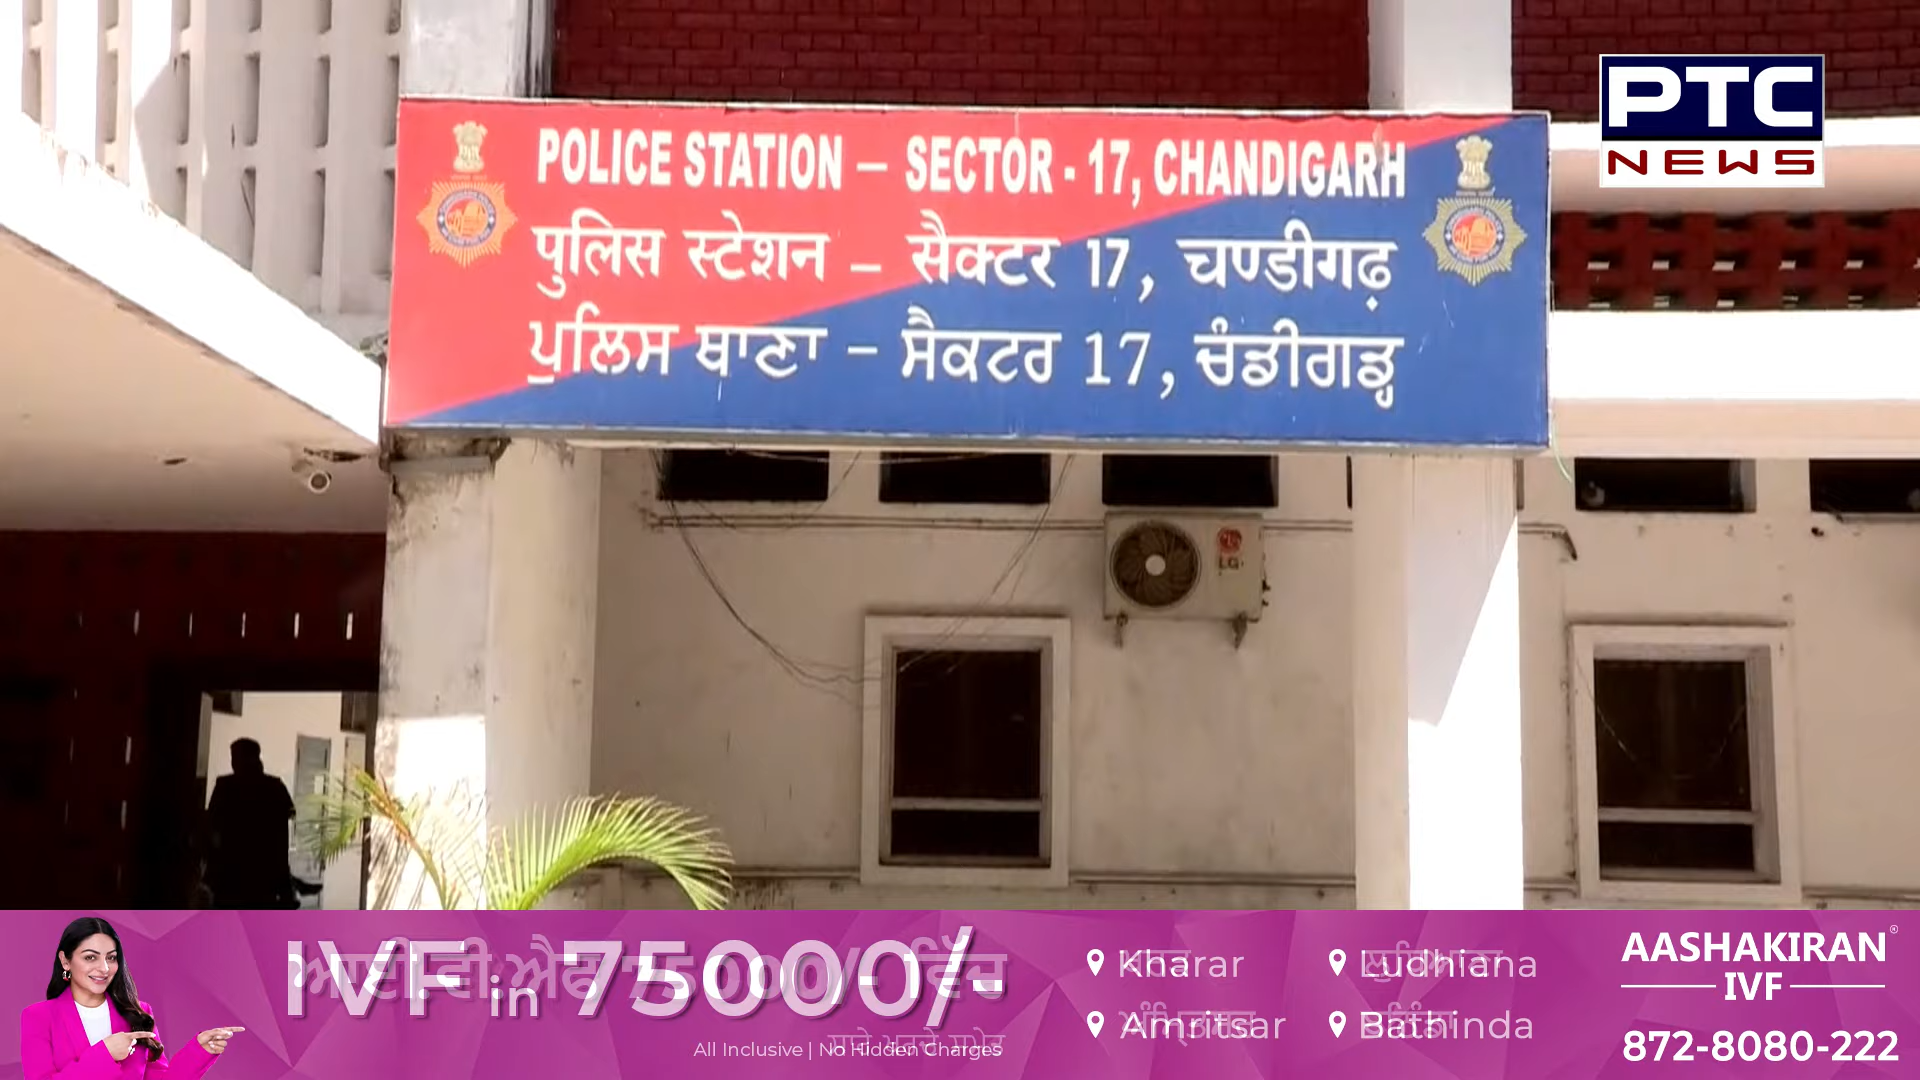 PTC
NEWS
POLICE STATION – SECTOR - 17, CHANDIGARH
पुलिस स्टेशन – सैक्टर 17, चण्डीगढ़
ਪੁਲਿਸ ਥਾਣਾ – ਸੈਕਟਰ 17, ਚੰਡੀਗੜ੍ਹ
LG
IVF in 75000/-
All Inclusive | No Hidden Charges
Kharar
Ludhiana
Amritsar
Bathinda
AASHAKIRAN®
IVF
872-8080-222